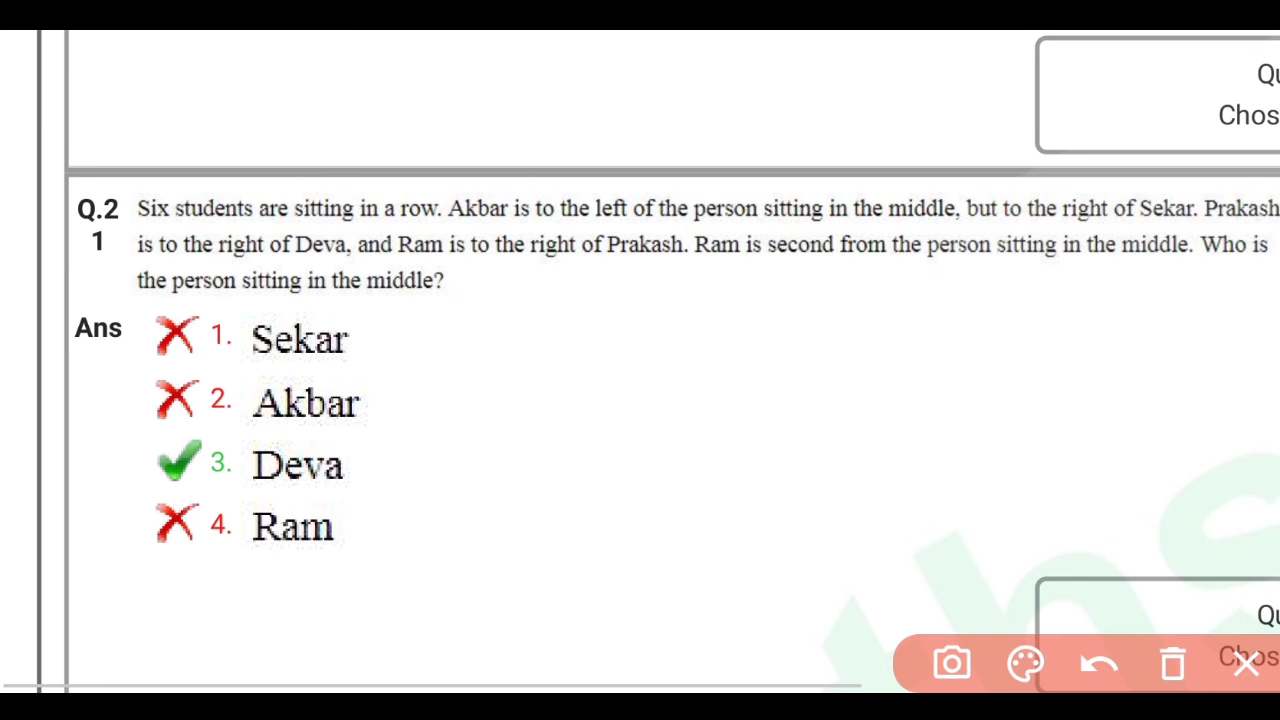 Qu
Chos
Q.2 Six students are sitting in a row. Akbar is to the left of the person sitting in the middle, but to the right of Sekar. Prakash
1 is to the right of Deva, and Ram is to the right of Prakash. Ram is second from the person sitting in the middle. Who is
the person sitting in the middle?
Ans
1. Sekar
2. Akbar
3. Deva
4. Ram
Qu
Chos